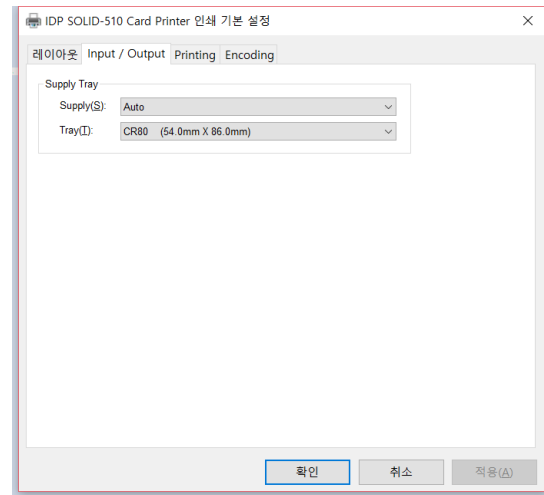 IDP SOLID-510 Card Printer 인쇄 기본 설정
레이아웃 Input / Output Printing Encoding
Supply Tray
Supply(S): Auto
Tray(T): CR80 (54.0mm X 86.0mm)
확인 취소 적용(A)